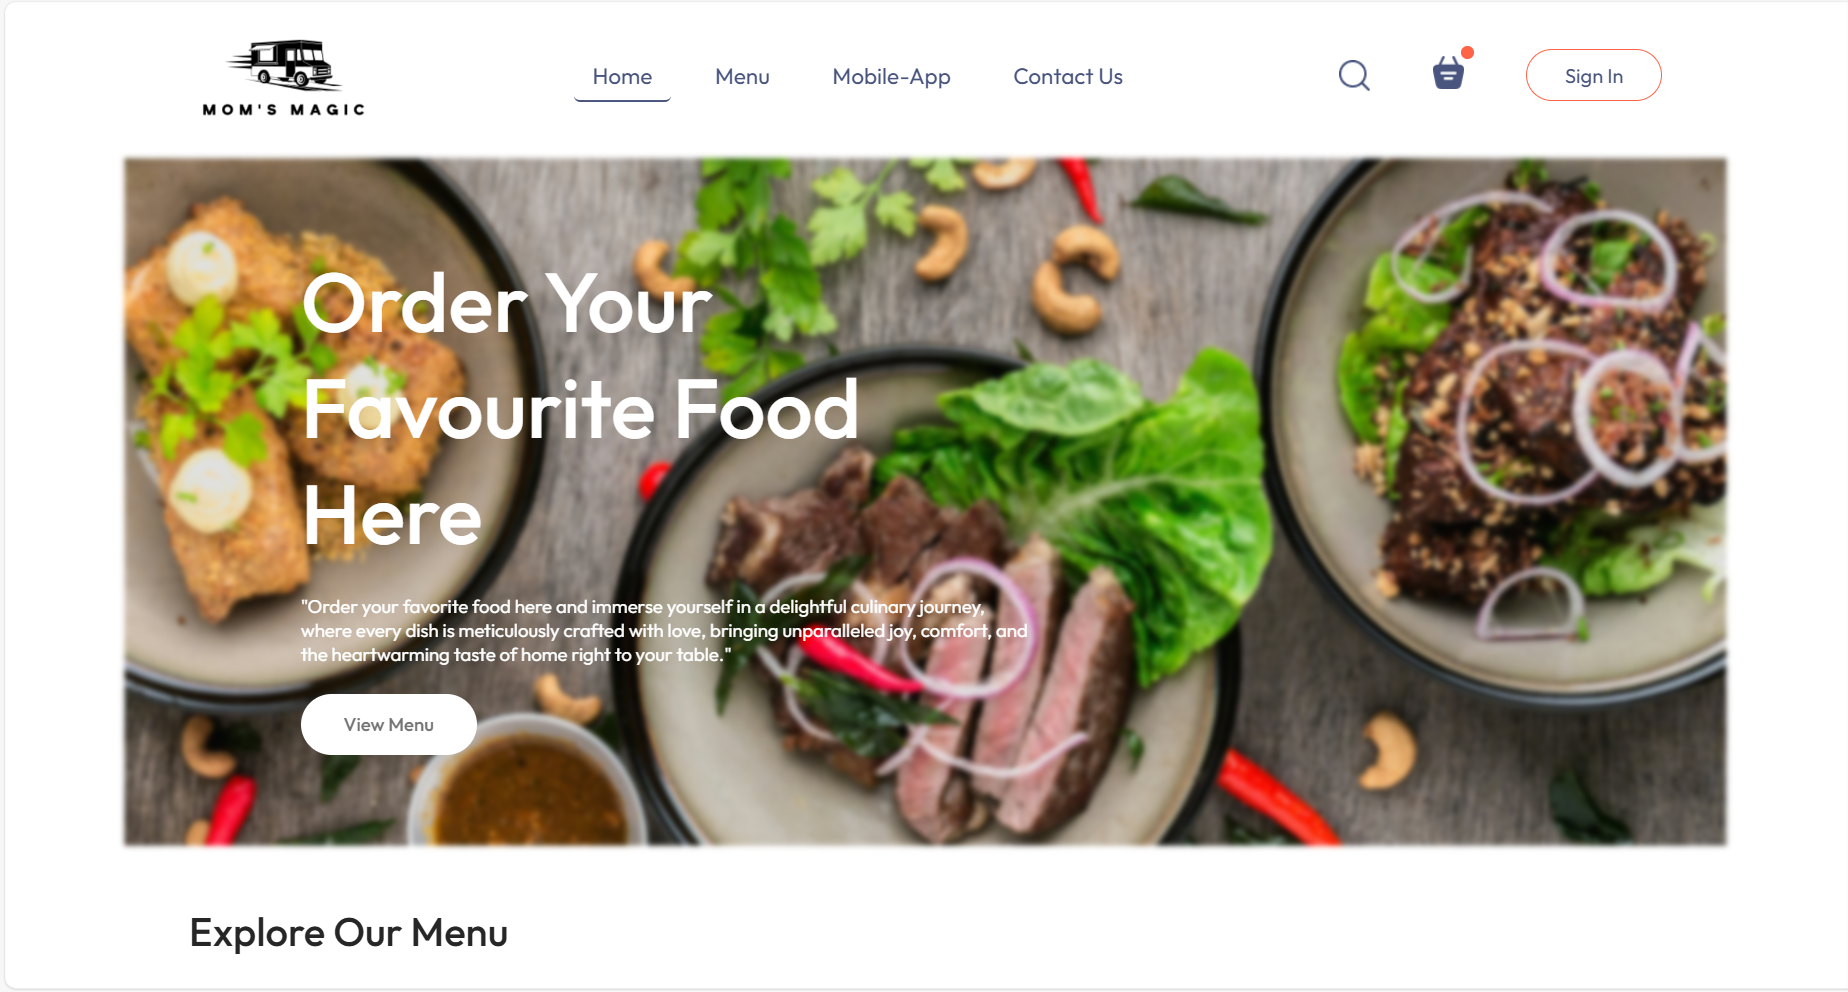 MOM'S MAGIC
Home
Menu
Mobile-App
Contact Us
Sign In
Order Your
Favourite Food
Here
"Order your favorite food here and immerse yourself in a delightful culinary journey,
where every dish is meticulously crafted with love, bringing unparalleled joy, comfort, and
the heartwarming taste of home right to your table."
View Menu
Explore Our Menu